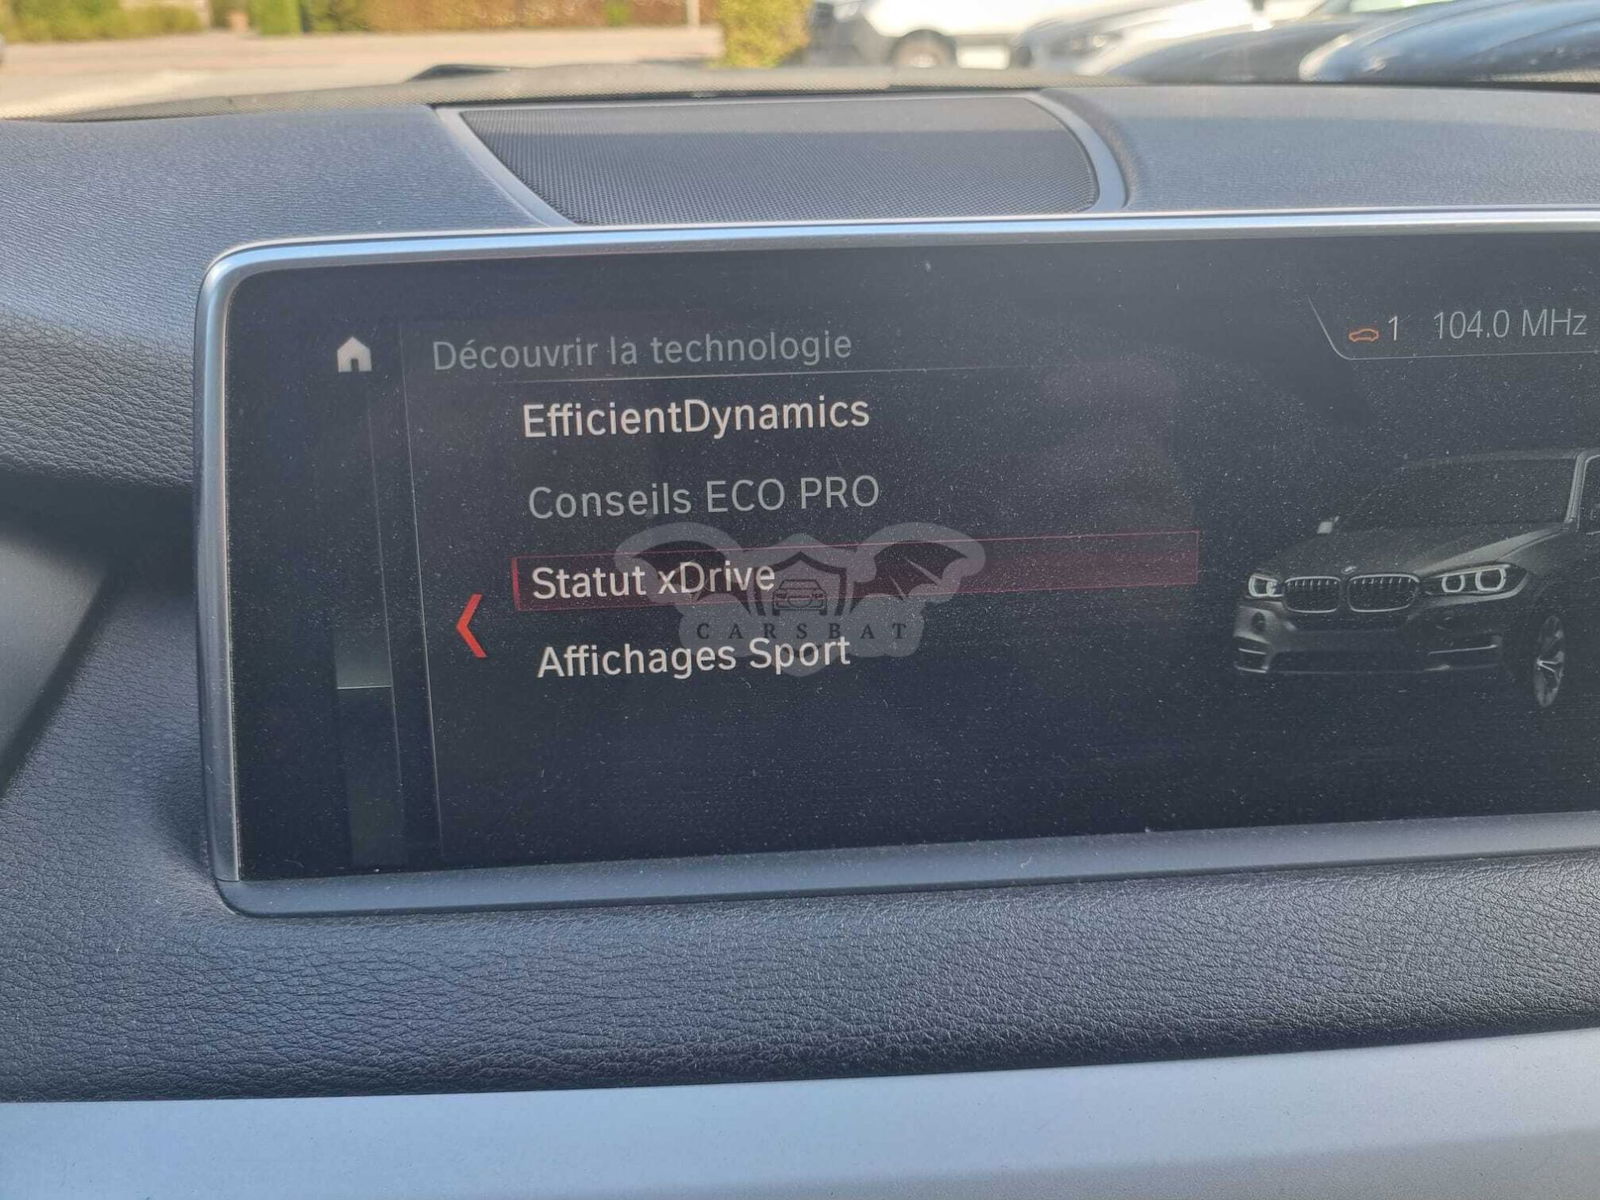 Découvrir la technologie
1 104.0 MHz
EfficientDynamics
Conseils ECO PRO
Statut xDrive
CARSBAT
Affichages Sport